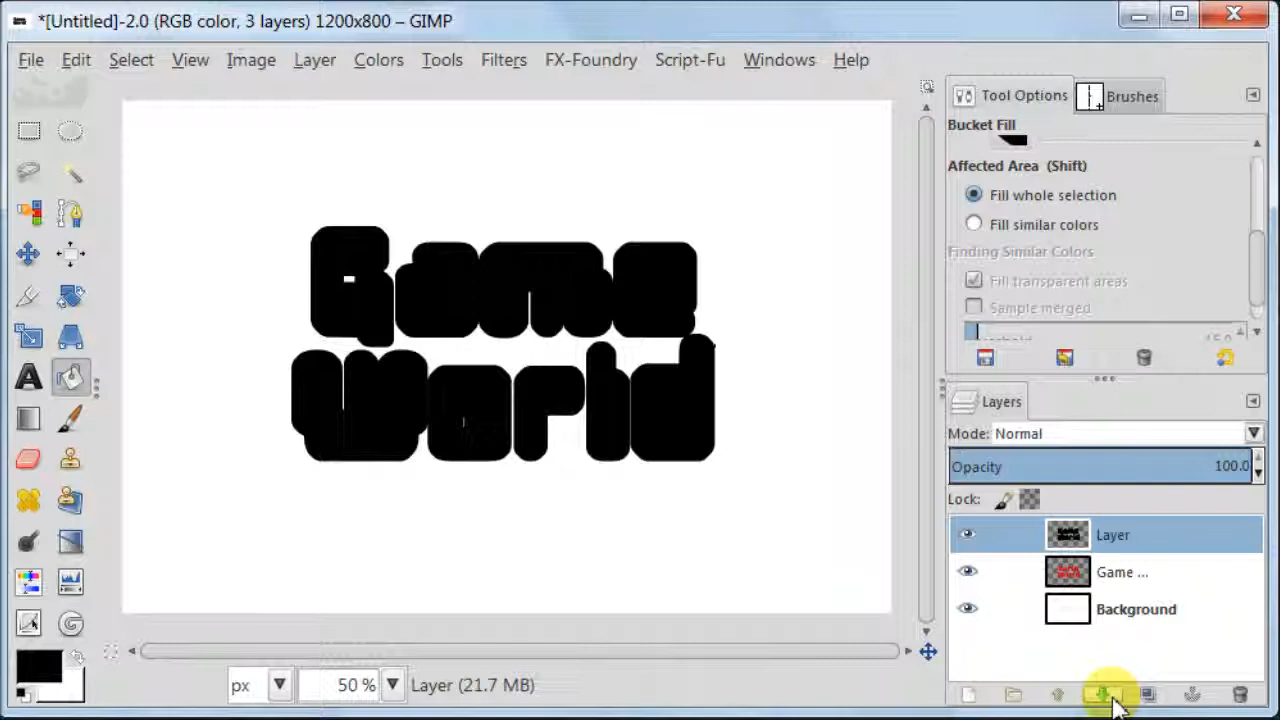 *[Untitled]-2.0 (RGB color, 3 layers) 1200x800 – GIMP
File Edit Select View Image Layer Colors Tools Filters FX-Foundry Script-Fu Windows Help
Tool Options Brushes
Bucket Fill
Affected Area (Shift)
Fill whole selection
Fill similar colors
Finding Similar Colors
Fill transparent areas
Sample merged
Game
World
Layers
Mode: Normal
Opacity 100.0
Lock:
Layer
Game ...
Background
px 50 % Layer (21.7 MB)